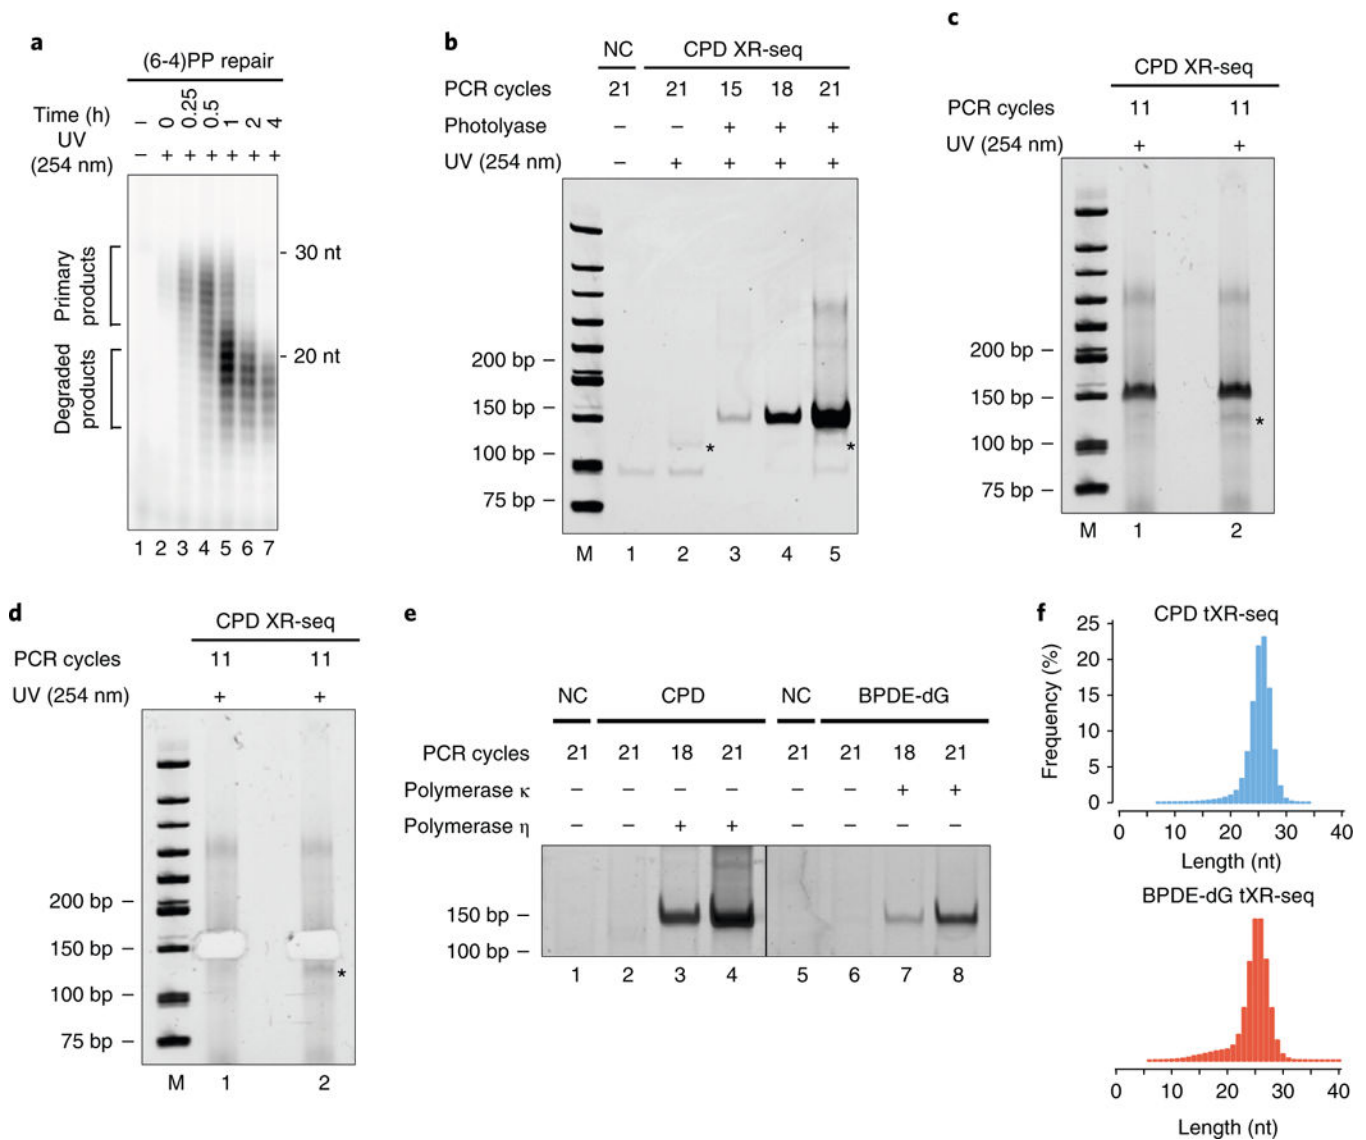 a
(6-4)PP repair
Time (h) – 0 0.25 0.5 1 2 4
UV
(254 nm) – + + + + + +
Primary
products
Degraded
products
30 nt
20 nt
1 2 3 4 5 6 7
b
NC CPD XR-seq
PCR cycles 21 21 15 18 21
Photolyase – – + + +
UV (254 nm) – + + + +
200 bp
150 bp
100 bp
75 bp
*
*
M 1 2 3 4 5
c
CPD XR-seq
PCR cycles 11 11
UV (254 nm) + +
200 bp
150 bp
100 bp
75 bp
*
M 1 2
d
CPD XR-seq
PCR cycles 11 11
UV (254 nm) + +
200 bp
150 bp
100 bp
75 bp
*
M 1 2
e
NC CPD NC BPDE-dG
PCR cycles 21 21 18 21 21 21 18 21
Polymerase κ – – – – – – + +
Polymerase η – – + + – – – –
150 bp
100 bp
1 2 3 4 5 6 7 8
f
CPD tXR-seq
Frequency (%)
25
20
15
10
5
0
0 10 20 30 40
Length (nt)
BPDE-dG tXR-seq
0 10 20 30 40
Length (nt)